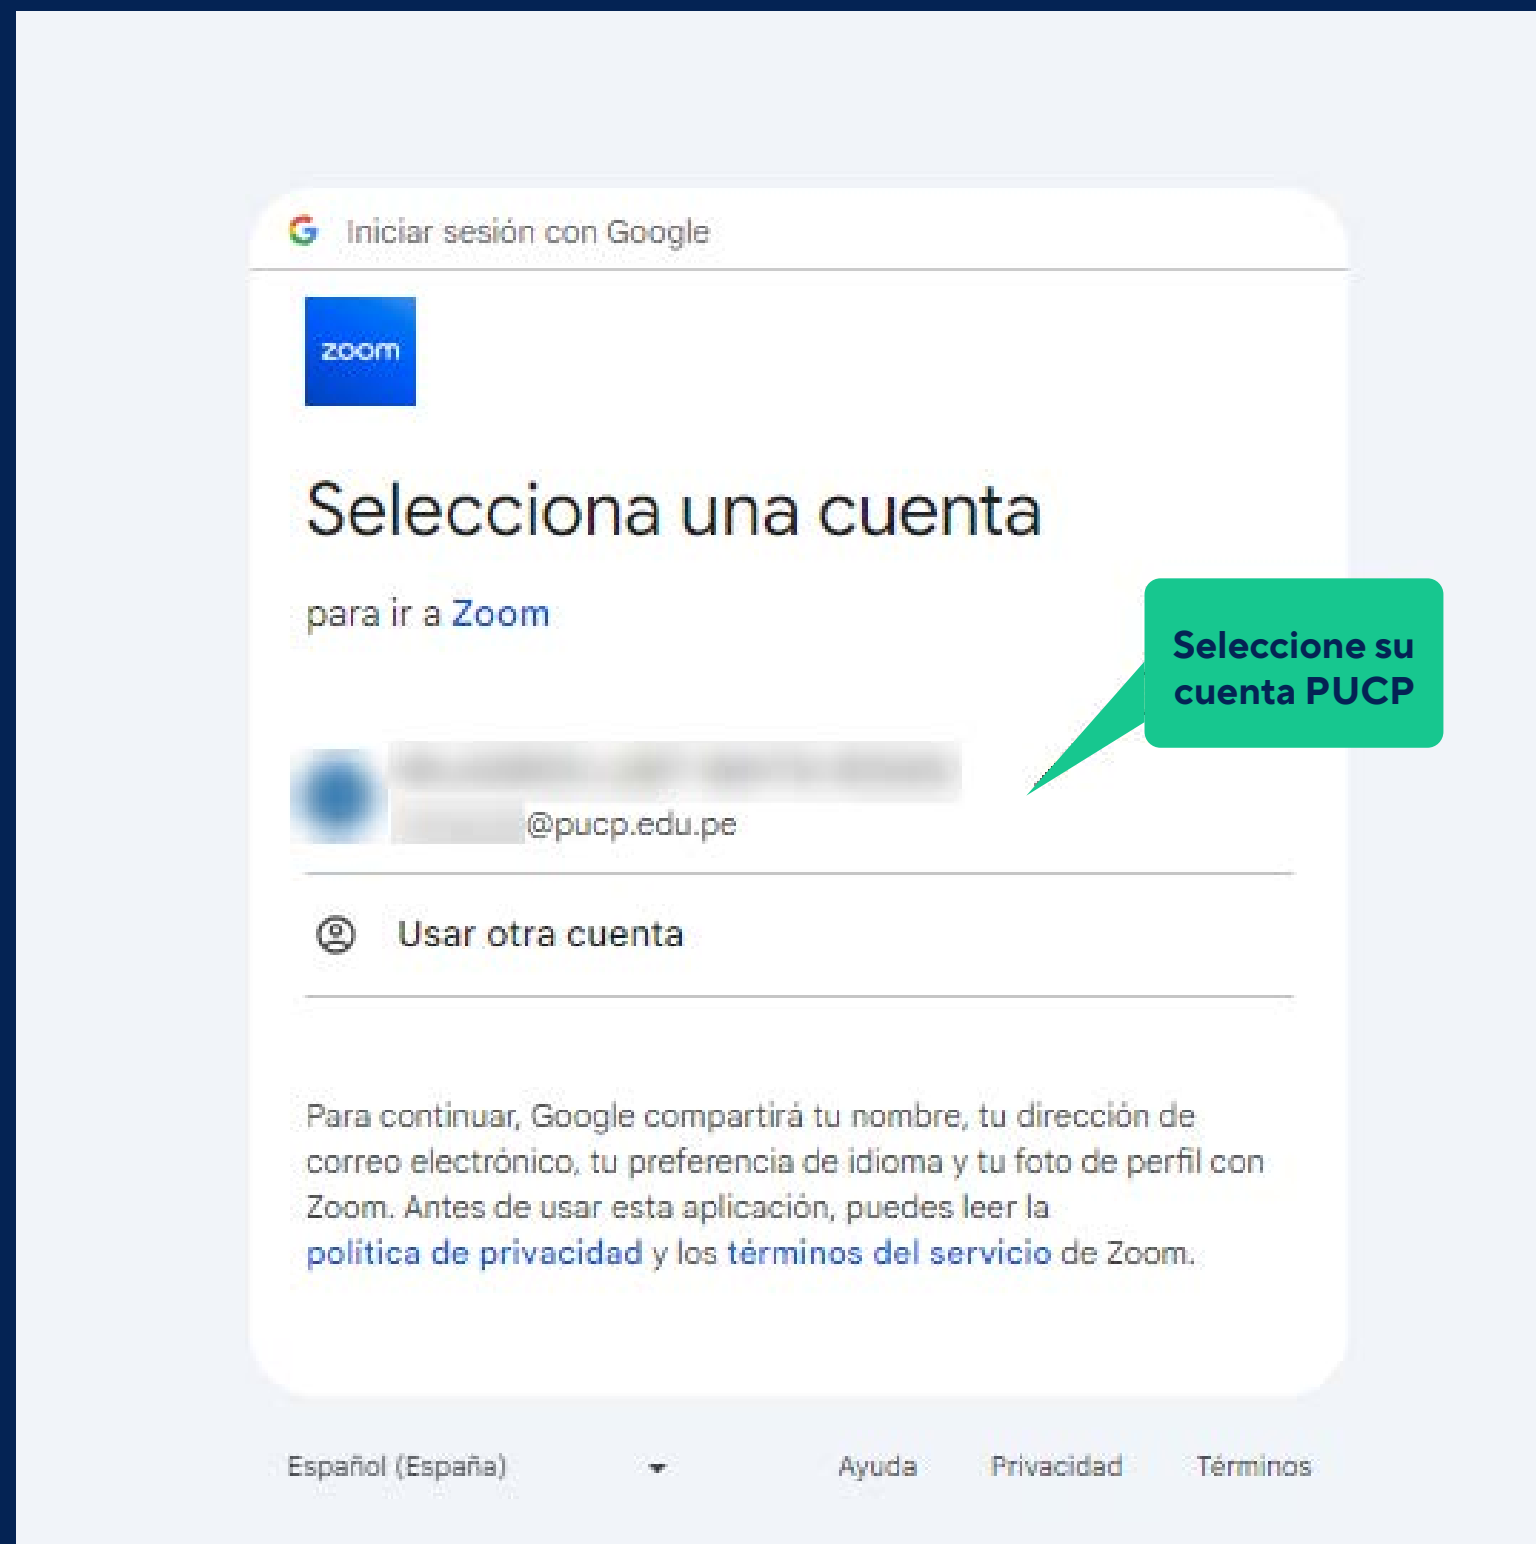 Iniciar sesión con Google
zoom
Selecciona una cuenta
para ir a Zoom
Seleccione su
cuenta PUCP
@pucp.edu.pe
Usar otra cuenta
Para continuar, Google compartirá tu nombre, tu dirección de
correo electrónico, tu preferencia de idioma y tu foto de perfil con
Zoom. Antes de usar esta aplicación, puedes leer la
política de privacidad y los términos del servicio de Zoom.
Español (España)
Ayuda
Privacidad
Términos